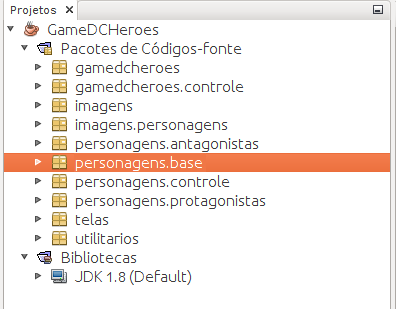 Projetos
GameDCHeroes
Pacotes de Códigos-fonte
gamedcheroes
gamedcheroes.controle
imagens
imagens.personagens
personagens.antagonistas
personagens.base
personagens.controle
personagens.protagonistas
telas
utilitarios
Bibliotecas
JDK 1.8 (Default)